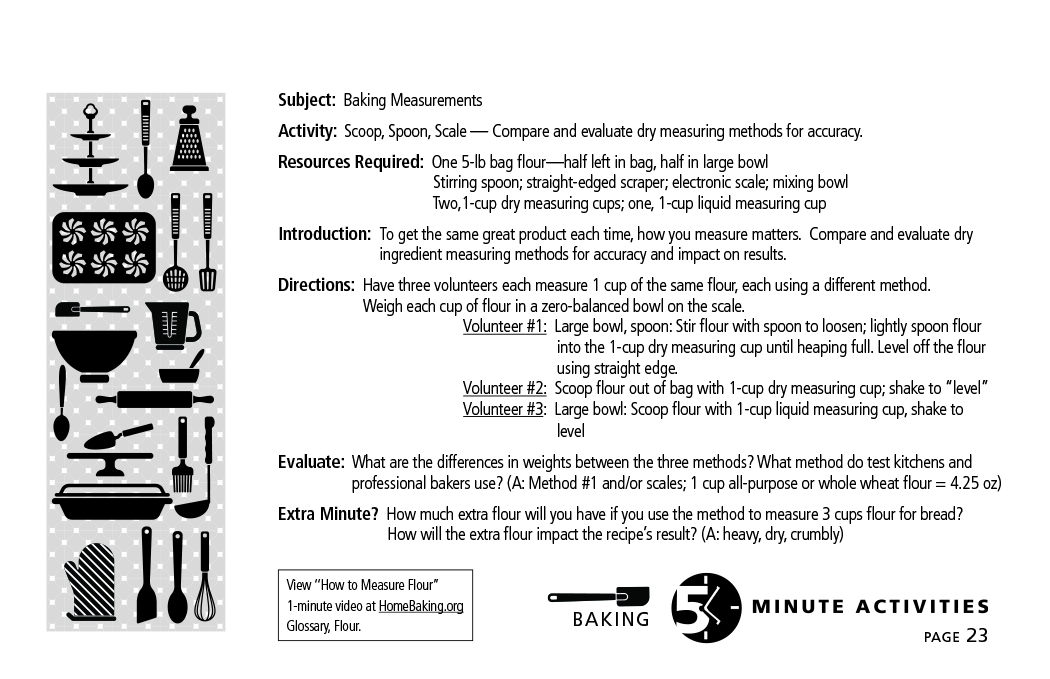 Subject: Baking Measurements
Activity: Scoop, Spoon, Scale — Compare and evaluate dry measuring methods for accuracy.
Resources Required: One 5-lb bag flour—half left in bag, half in large bowl
Stirring spoon; straight-edged scraper; electronic scale; mixing bowl
Two,1-cup dry measuring cups; one, 1-cup liquid measuring cup
Introduction: To get the same great product each time, how you measure matters. Compare and evaluate dry
ingredient measuring methods for accuracy and impact on results.
Directions: Have three volunteers each measure 1 cup of the same flour, each using a different method.
Weigh each cup of flour in a zero-balanced bowl on the scale.
Volunteer #1: Large bowl, spoon: Stir flour with spoon to loosen; lightly spoon flour
into the 1-cup dry measuring cup until heaping full. Level off the flour
using straight edge.
Volunteer #2: Scoop flour out of bag with 1-cup dry measuring cup; shake to “level”
Volunteer #3: Large bowl: Scoop flour with 1-cup liquid measuring cup, shake to
level
Evaluate: What are the differences in weights between the three methods? What method do test kitchens and
professional bakers use? (A: Method #1 and/or scales; 1 cup all-purpose or whole wheat flour = 4.25 oz)
Extra Minute? How much extra flour will you have if you use the method to measure 3 cups flour for bread?
How will the extra flour impact the recipe’s result? (A: heavy, dry, crumbly)
View “How to Measure Flour”
1-minute video at HomeBaking.org
Glossary, Flour.
BAKING
5 MINUTE ACTIVITIES
PAGE 23